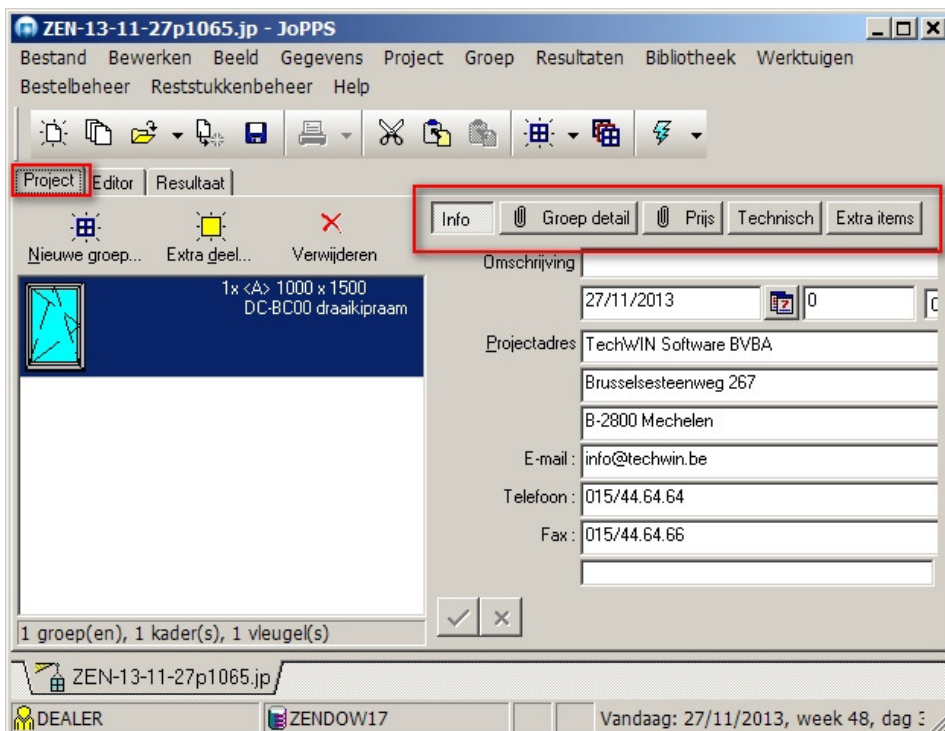 ZEN-13-11-27p1065.jp - JoPPS
Bestand Bewerken Beeld Gegevens Project Groep Resultaten Bibliotheek Werktuigen
Bestelbeheer Reststukkenbeheer Help
Project Editor Resultaat
Info Groep detail Prijs Technisch Extra items
Nieuwe groep... Extra deel... Verwijderen
Omschrijving
1x <A> 1000 x 1500
DC-BC00 draaikipraam
27/11/2013 0
Projectadres TechWIN Software BVBA
Brusselsesteenweg 267
B-2800 Mechelen
E-mail : info@techwin.be
Telefoon : 015/44.64.64
Fax : 015/44.64.66
1 groep(en), 1 kader(s), 1 vleugel(s)
ZEN-13-11-27p1065.jp
DEALER ZENDOW17 Vandaag: 27/11/2013, week 48, dag